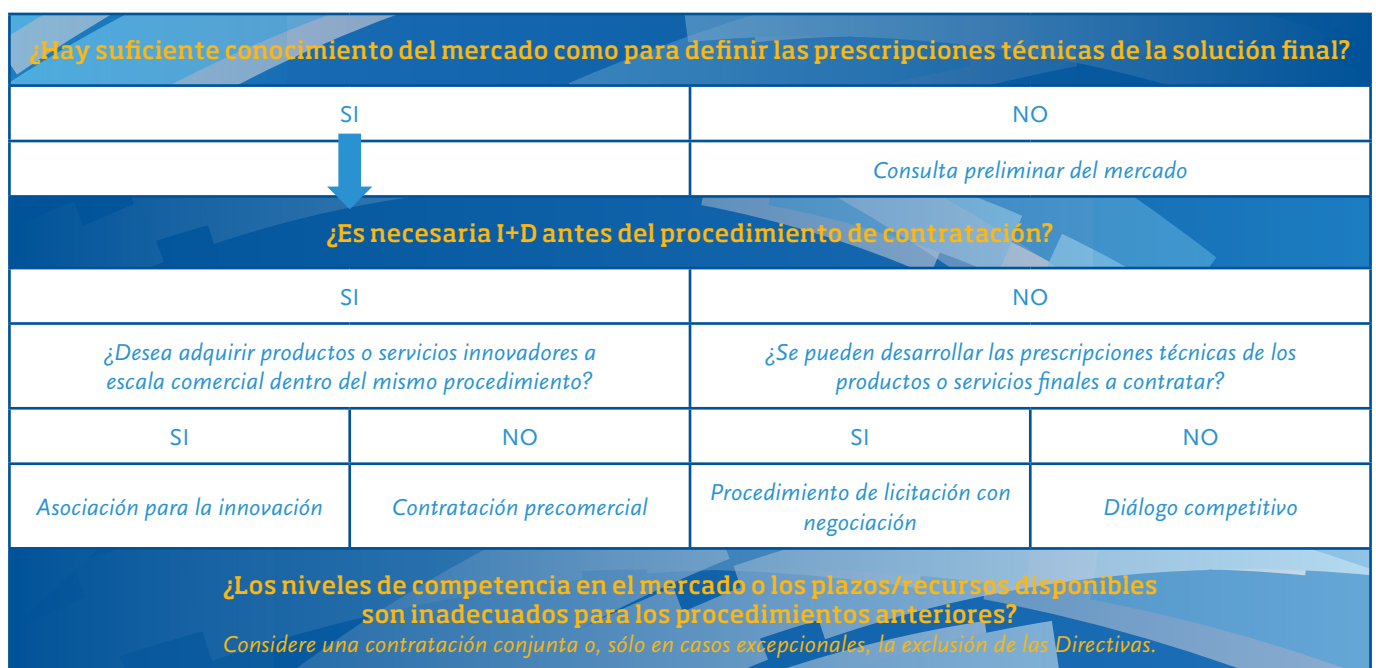 ¿Hay suficiente conocimiento del mercado como para definir las prescripciones técnicas de la solución final?
SI
NO
Consulta preliminar del mercado
¿Es necesaria I+D antes del procedimiento de contratación?
SI
NO
¿Desea adquirir productos o servicios innovadores a
escala comercial dentro del mismo procedimiento?
¿Se pueden desarrollar las prescripciones técnicas de los
productos o servicios finales a contratar?
SI
NO
SI
NO
Asociación para la innovación
Contratación precomercial
Procedimiento de licitación con
negociación
Diálogo competitivo
¿Los niveles de competencia en el mercado o los plazos/recursos disponibles
son inadecuados para los procedimientos anteriores?
Considere una contratación conjunta o, sólo en casos excepcionales, la exclusión de las Directivas.